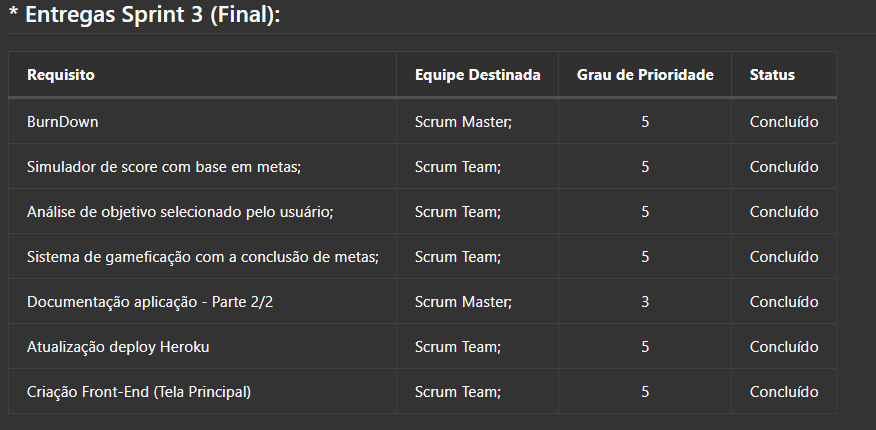 * Entregas Sprint 3 (Final):
Requisito Equipe Destinada Grau de Prioridade Status
BurnDown Scrum Master; 5 Concluído
Simulador de score com base em metas; Scrum Team; 5 Concluído
Análise de objetivo selecionado pelo usuário; Scrum Team; 5 Concluído
Sistema de gameficação com a conclusão de metas; Scrum Team; 5 Concluído
Documentação aplicação - Parte 2/2 Scrum Master; 3 Concluído
Atualização deploy Heroku Scrum Team; 5 Concluído
Criação Front-End (Tela Principal) Scrum Team; 5 Concluído